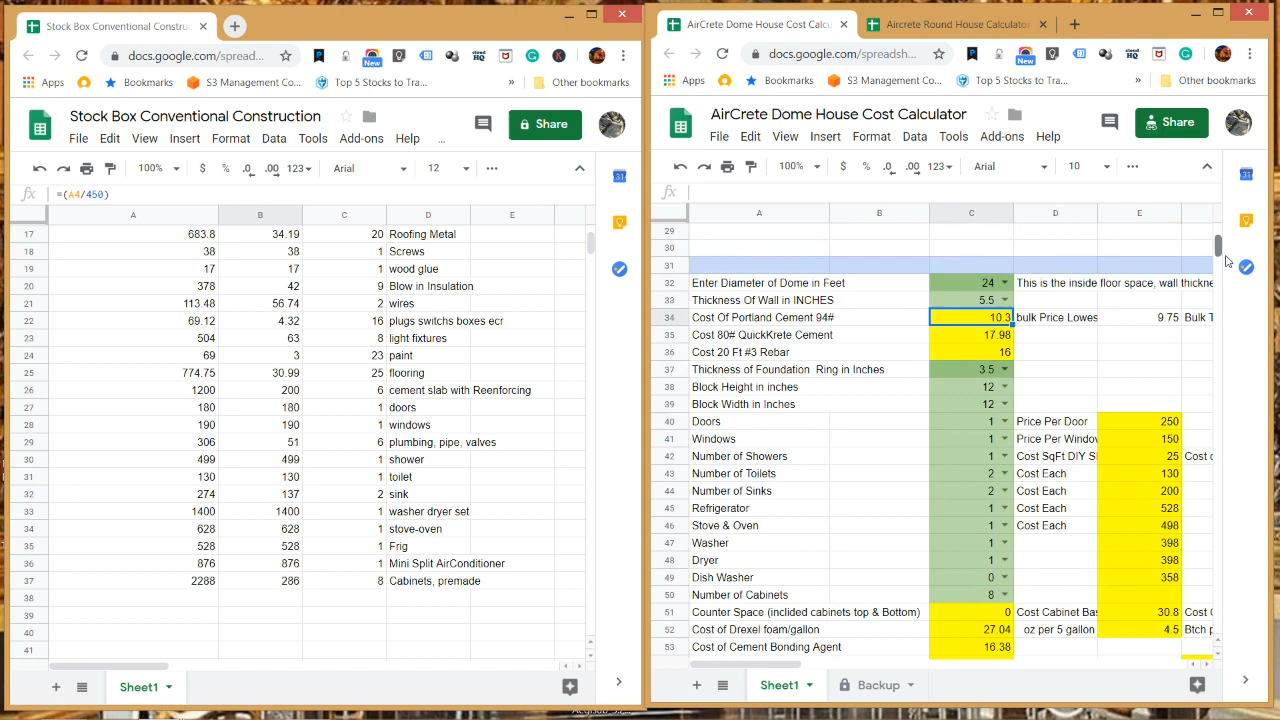 Stock Box Conventional Construc
docs.google.com/spread...
New
Apps
Bookmarks
S3 Management Co...
Top 5 Stocks to Tra...
Other bookmarks
Stock Box Conventional Construction
File Edit View Insert Format Data Tools Add-ons Help ...
Share
100% $ % .0 .00 123 Arial 12
fx =(A4/450)
A B C D E
17 683.8 34.19 20 Roofing Metal
18 38 38 1 Screws
19 17 17 1 wood glue
20 378 42 9 Blow in Insulation
21 113.48 56.74 2 wires
22 69.12 4.32 16 plugs switchs boxes ecr
23 504 63 8 light fixtures
24 69 3 23 paint
25 774.75 30.99 25 flooring
26 1200 200 6 cement slab with Reenforcing
27 180 180 1 doors
28 190 190 1 windows
29 306 51 6 plumbing, pipe, valves
30 499 499 1 shower
31 130 130 1 toilet
32 274 137 2 sink
33 1400 1400 1 washer dryer set
34 628 628 1 stove-oven
35 528 528 1 Frig
36 876 876 1 Mini Split AirConditioner
37 2288 286 8 Cabinets, premade
38
39
40
41
Sheet1
AirCrete Dome House Cost Calcu
Aircrete Round House Calculator
docs.google.com/spreadsh...
New
Apps
Bookmarks
S3 Management Co...
Top 5 Stocks to Tra...
Other bookmarks
AirCrete Dome House Cost Calculator
File Edit View Insert Format Data Tools Add-ons Help
Share
100% $ % .0 .00 123 Arial 10
fx
A B C D E
29
30
31
32 Enter Diameter of Dome in Feet 24 This is the inside floor space, wall thickne
33 Thickness Of Wall in INCHES 5.5
34 Cost Of Portland Cement 94# 10.3 bulk Price Lowes 9.75 Bulk T
35 Cost 80# QuickKrete Cement 17.98
36 Cost 20 Ft #3 Rebar 16
37 Thickness of Foundation Ring in Inches 3.5
38 Block Height in inches 12
39 Block Width in Inches 12
40 Doors 1 Price Per Door 250
41 Windows 1 Price Per Windo 150
42 Number of Showers 1 Cost SqFt DIY S 25 Cost o
43 Number of Toilets 2 Cost Each 130
44 Number of Sinks 2 Cost Each 200
45 Refrigerator 1 Cost Each 528
46 Stove & Oven 1 Cost Each 498
47 Washer 1 398
48 Dryer 1 398
49 Dish Washer 0 358
50 Number of Cabinets 8
51 Counter Space (inclided cabinets top & Bottom) 0 Cost Cabinet Bas 30.8 Cost C
52 Cost of Drexel foam/gallon 27.04 oz per 5 gallon 4.5 Btch p
53 Cost of Cement Bonding Agent 16.38
Sheet1 Backup